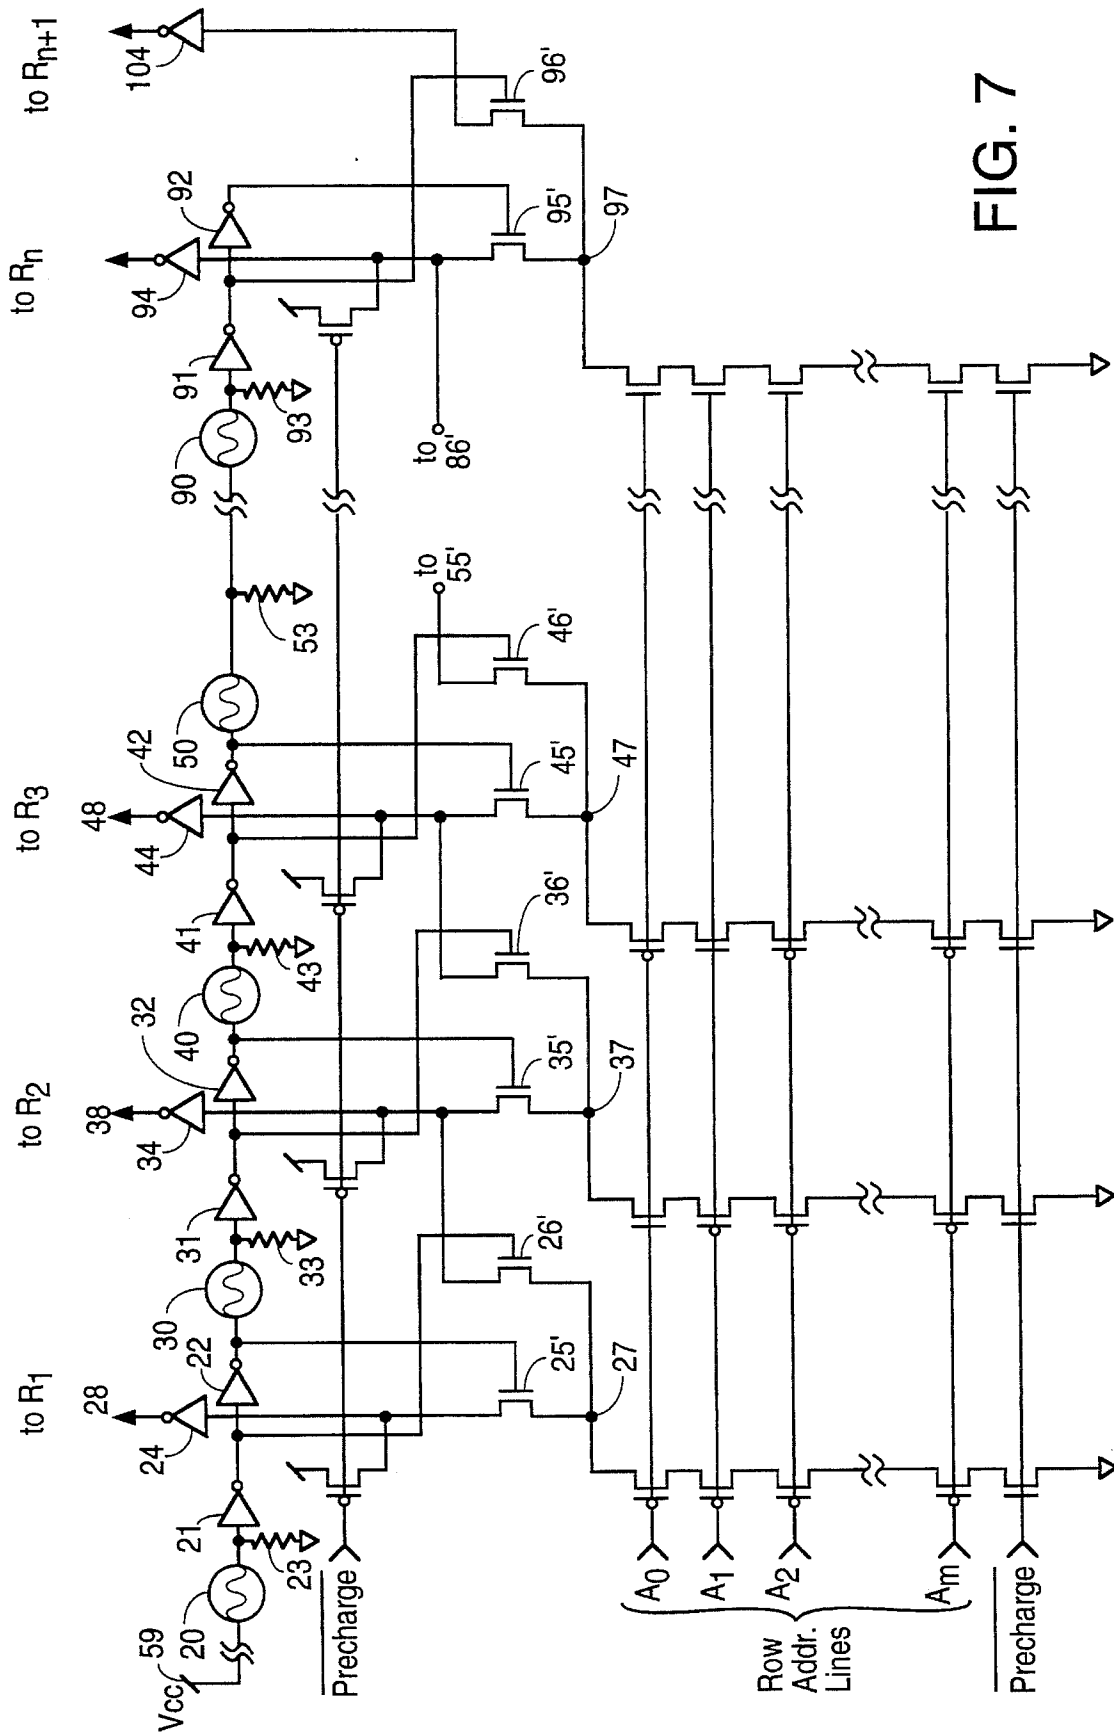 to R1
to R2
to R3
to Rn
to Rn+1
28
38
48
24
34
44
94
104
Vcc
59
20
21
22
23
30
31
32
33
40
41
42
43
50
53
90
91
92
93
Precharge
to 55'
to 86'
25'
26'
35'
36'
45'
46'
95'
96'
27
37
47
97
A0
A1
A2
Am
Row
Addr.
Lines
Precharge
FIG. 7